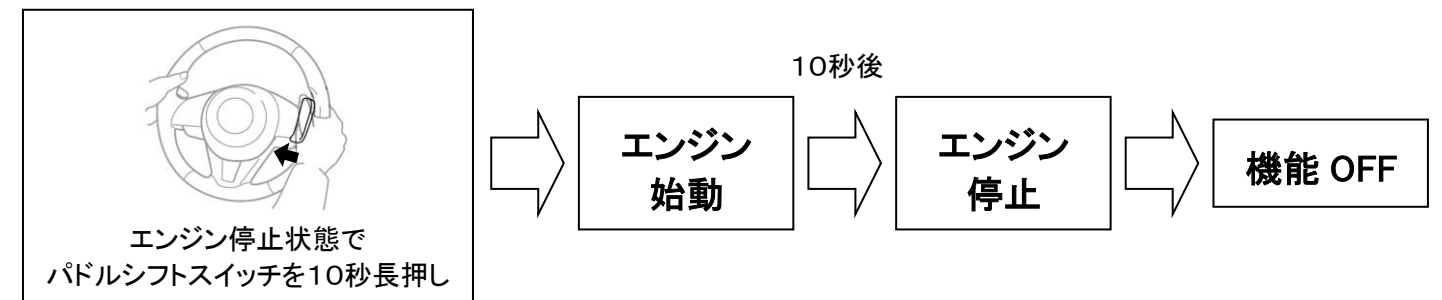 エンジン停止状態で
パドルシフトスイッチを10秒長押し
エンジン
始動
10秒後
エンジン
停止
機能 OFF